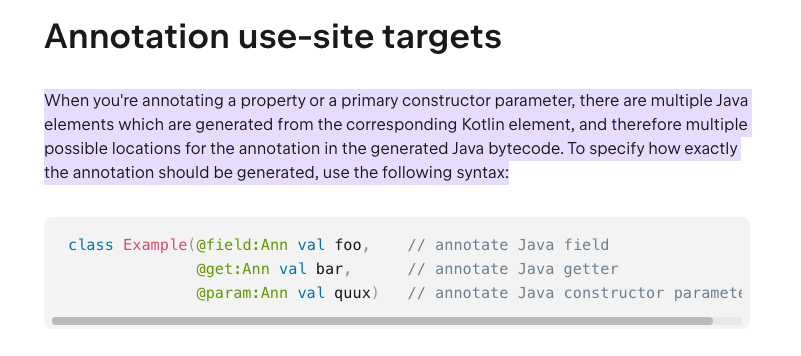 Annotation use-site targets
When you're annotating a property or a primary constructor parameter, there are multiple Java
elements which are generated from the corresponding Kotlin element, and therefore multiple
possible locations for the annotation in the generated Java bytecode. To specify how exactly
the annotation should be generated, use the following syntax:
class Example(@field:Ann val foo,    // annotate Java field
              @get:Ann val bar,      // annotate Java getter
              @param:Ann val quux)   // annotate Java constructor paramete